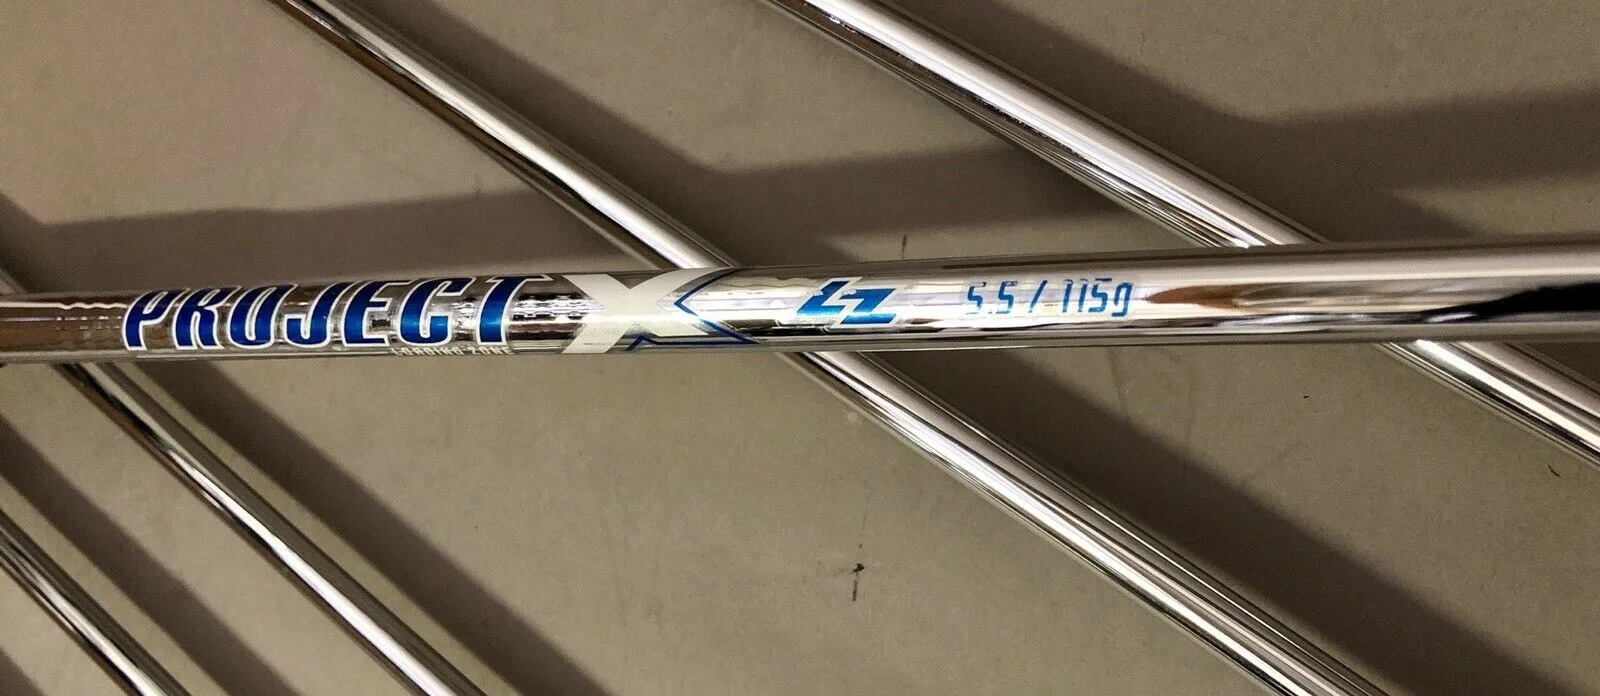 PROJECT X LZ 5.5 / 115g
LOADING ZONE